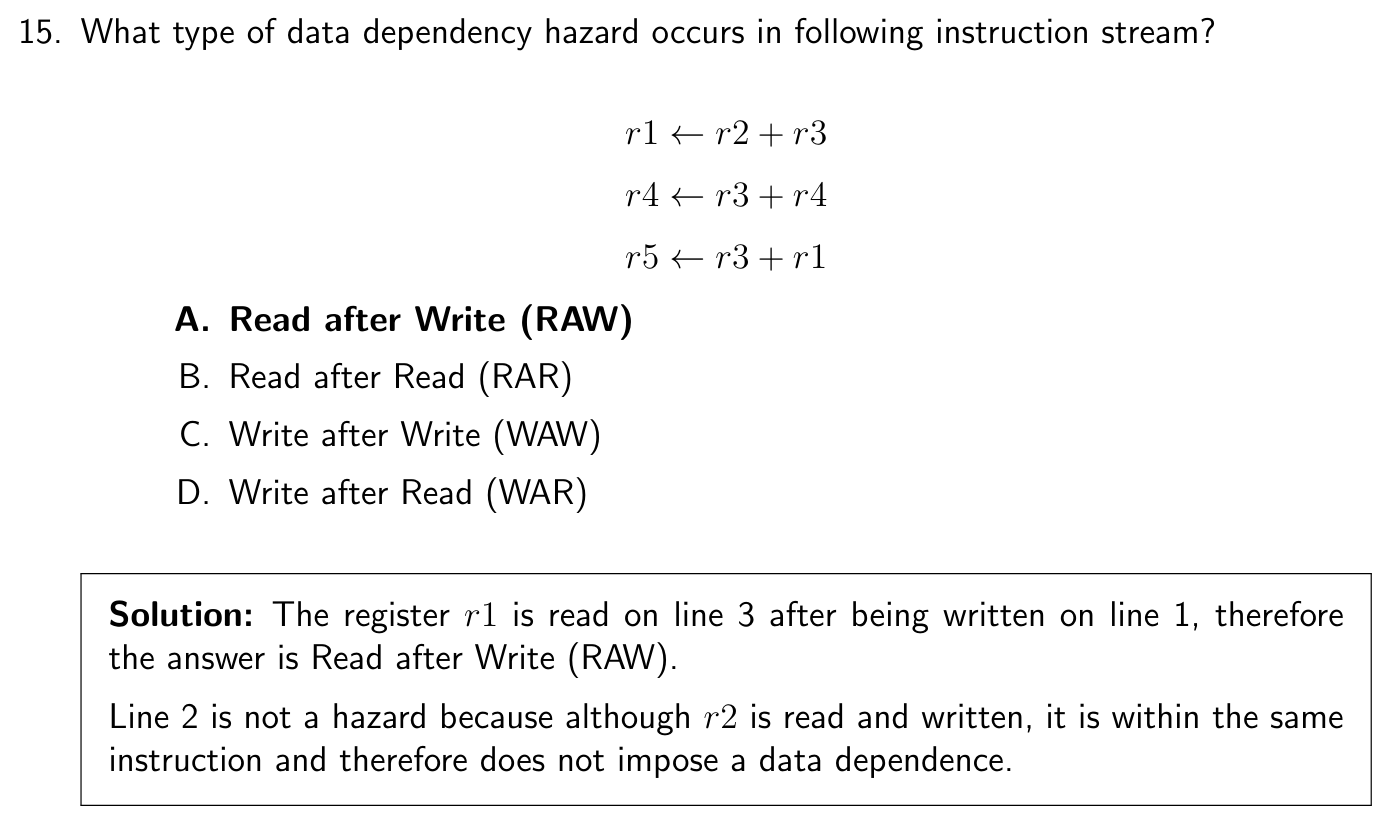 15. What type of data dependency hazard occurs in following instruction stream?
r1 ← r2 + r3
r4 ← r3 + r4
r5 ← r3 + r1
A. Read after Write (RAW)
B. Read after Read (RAR)
C. Write after Write (WAW)
D. Write after Read (WAR)
Solution: The register r1 is read on line 3 after being written on line 1, therefore
the answer is Read after Write (RAW).
Line 2 is not a hazard because although r2 is read and written, it is within the same
instruction and therefore does not impose a data dependence.